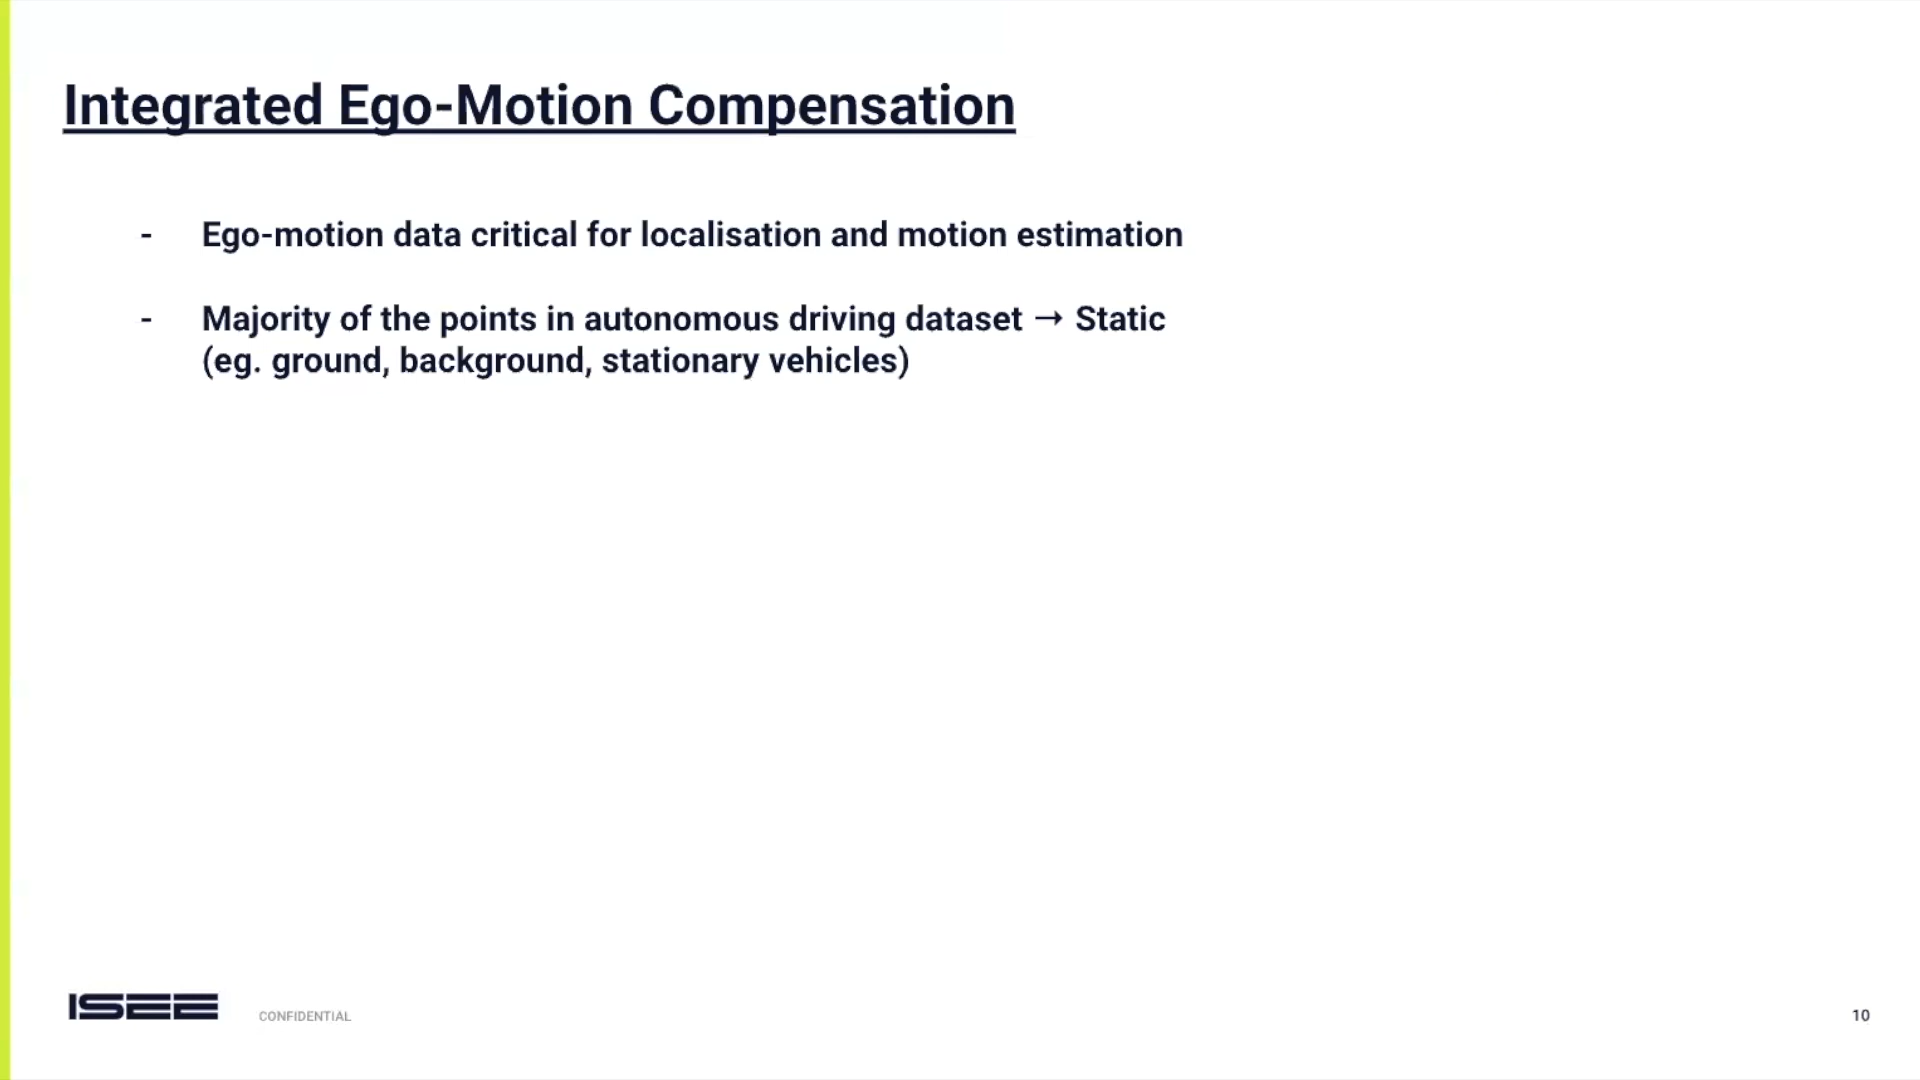 Integrated Ego-Motion Compensation
- Ego-motion data critical for localisation and motion estimation
- Majority of the points in autonomous driving dataset → Static
(eg. ground, background, stationary vehicles)
ISEE
CONFIDENTIAL
10